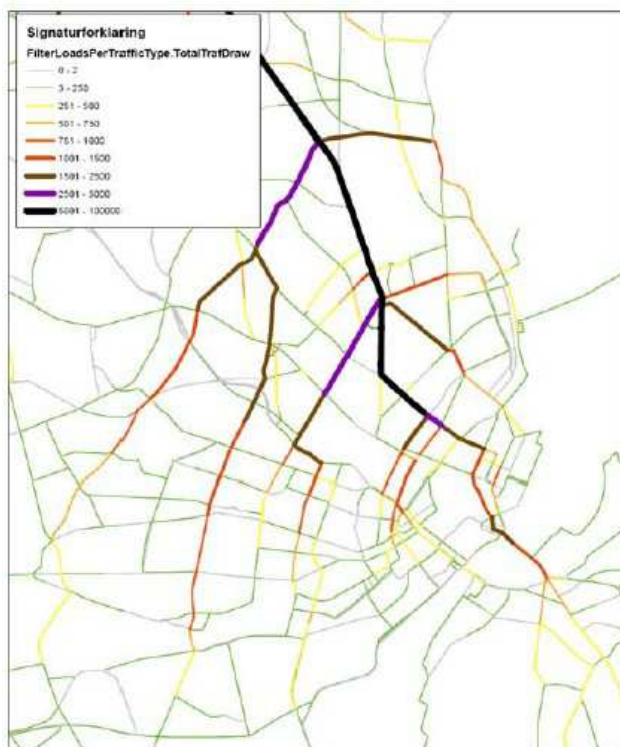 Signaturforklaring
FilterLoadsPerTrafficType.TotalTrafDraw
0 - 2
3 - 250
251 - 500
501 - 750
751 - 1000
1001 - 1500
1501 - 2500
2501 - 5000
5001 - 100000